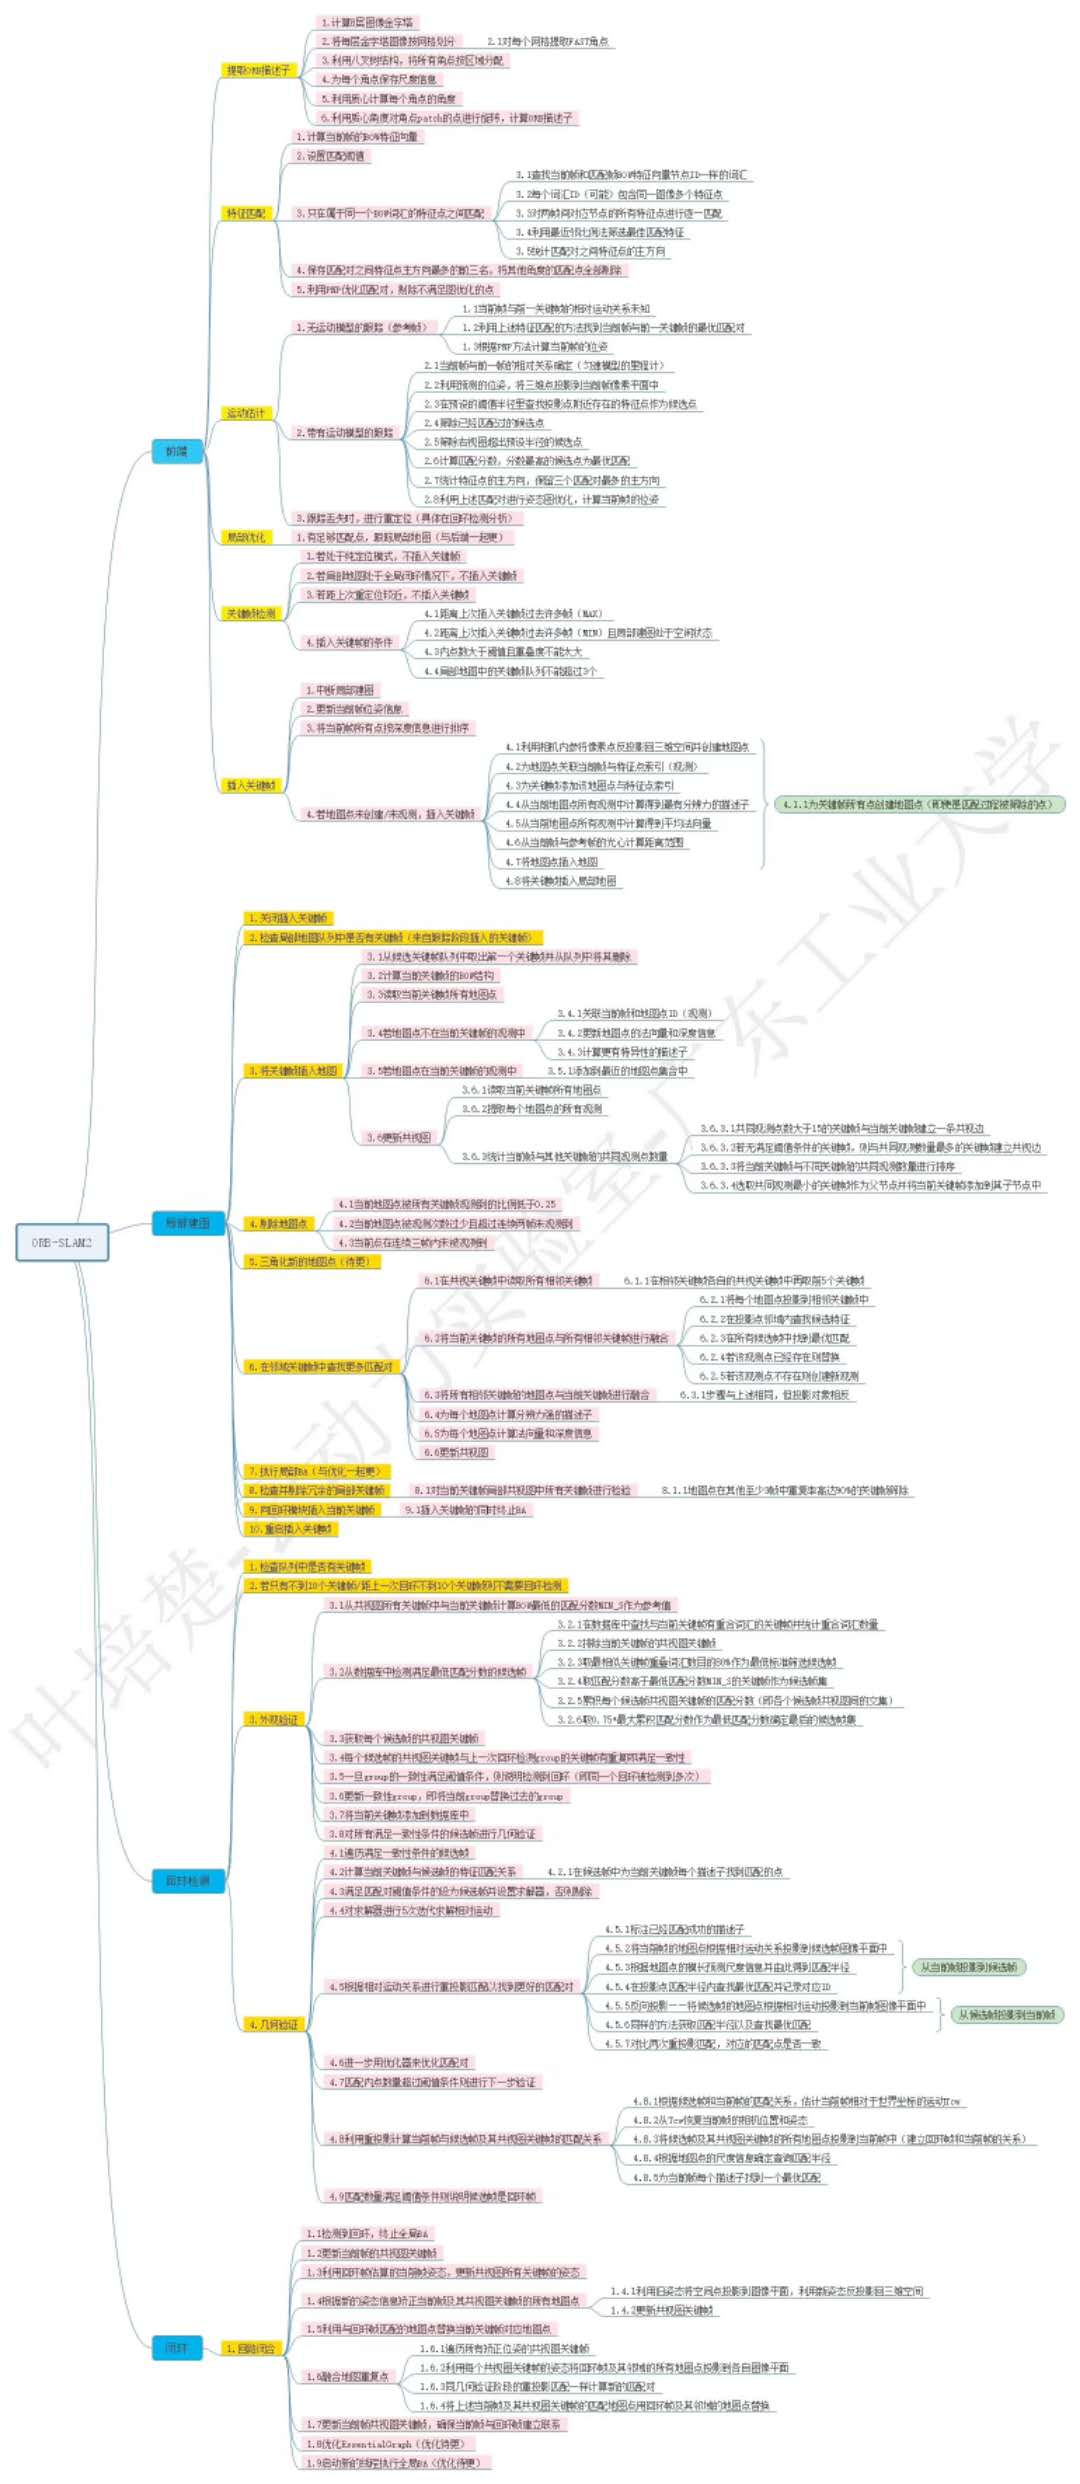 ORB-SLAM2
前端
提取ORB描述子
1.计算8层图像金字塔
2.将每层金字塔图像按网格划分
2.1对每个网格提取FAST角点
3.利用八叉树结构，将所有角点按区域分配
4.为每个角点保存尺度信息
5.利用质心计算每个角点的角度
6.利用质心角度对角点patch的点进行旋转，计算ORB描述子
特征匹配
1.计算当前帧的BOW特征向量
2.设置匹配阈值
3.只在属于同一个BOW词汇的特征点之间匹配
3.1查找当前帧和匹配帧BOW特征向量节点ID一样的词汇
3.2每个词汇ID（可能）包含同一图像多个特征点
3.3对两帧间对应节点的所有特征点进行逐一匹配
3.4利用最近邻比例法筛选最佳匹配特征
3.5统计匹配对之间特征点的主方向
4.保存匹配对之间特征点主方向最多的前三名，将其他角度的匹配点全部剔除
5.利用PNP优化匹配对，剔除不满足图优化的点
运动估计
1.无运动模型的跟踪（参考帧）
1.1当前帧与前一关键帧的相对运动关系未知
1.2利用上述特征匹配的方法找到当前帧与前一关键帧的最优匹配对
1.3根据PNP方法计算当前帧的位姿
2.带有运动模型的跟踪
2.1当前帧与前一帧的相对关系确定（匀速模型的里程计）
2.2利用预测的位姿，将三维点投影到当前帧像素平面中
2.3在预设的阈值半径里查找投影点附近存在的特征点作为候选点
2.4剔除已经匹配过的候选点
2.5剔除右视图超出预设半径的候选点
2.6计算匹配分数，分数最高的候选点为最优匹配
2.7统计特征点的主方向，保留三个匹配对最多的主方向
2.8利用上述匹配对进行姿态图优化，计算当前帧的位姿
3.跟踪丢失时，进行重定位（具体在回环检测分析）
局部优化
1.有足够匹配点，跟踪局部地图（与后端一起更）
关键帧检测
1.若处于纯定位模式，不插入关键帧
2.若局部地图处于全局闭环情况下，不插入关键帧
3.若距上次重定位较近，不插入关键帧
4.插入关键帧的条件
4.1距离上次插入关键帧过去许多帧（MAX）
4.2距离上次插入关键帧过去许多帧（MIN）且局部建图处于空闲状态
4.3内点数大于阈值且重叠度不能太大
4.4局部地图中的关键帧队列不能超过3个
插入关键帧
1.中断局部建图
2.更新当前帧位姿信息
3.将当前帧所有点按深度信息进行排序
4.若地图点未创建/未观测，插入关键帧
4.1利用相机内参将像素点反投影回三维空间并创建地图点
4.2为地图点关联当前帧与特征点索引（观测）
4.3为关键帧添加该地图点与特征点索引
4.4从当前地图点所有观测中计算得到最有分辨力的描述子
4.5从当前地图点所有观测中计算得到平均法向量
4.6从当前帧与参考帧的光心计算距离范围
4.7将地图点插入地图
4.8将关键帧插入局部地图
4.1.1为关键帧所有点创建地图点（即使是匹配过程被剔除的点）
局部建图
1.关闭插入关键帧
2.检查局部地图队列中是否有关键帧（来自跟踪阶段插入的关键帧）
3.将关键帧插入地图
3.1从候选关键帧队列中取出第一个关键帧并从队列中将其删除
3.2计算当前关键帧的BOW结构
3.3读取当前关键帧所有地图点
3.4若地图点不在当前关键帧的观测中
3.4.1关联当前帧和地图点ID（观测）
3.4.2更新地图点的法向量和深度信息
3.4.3计算更有特异性的描述子
3.5若地图点在当前关键帧的观测中
3.5.1添加到最近的地图点集合中
3.6更新共视图
3.6.1读取当前关键帧所有地图点
3.6.2提取每个地图点的所有观测
3.6.3统计当前帧与其他关键帧的共同观测点数量
3.6.3.1共同观测点数大于15的关键帧与当前关键帧建立一条共视边
3.6.3.2若无满足阈值条件的关键帧，则与共同观测数量最多的关键帧建立共视边
3.6.3.3将当前关键帧与不同关键帧的共同观测数量进行排序
3.6.3.4选取共同观测最小的关键帧作为父节点并将当前关键帧添加到其子节点中
4.剔除地图点
4.1当前地图点被所有关键帧观测到的比例低于0.25
4.2当前地图点被观测次数过少且超过连续两帧未观测到
4.3当前点在连续三帧内未被观测到
5.三角化新的地图点（待更）
6.在邻域关键帧中查找更多匹配对
6.1在共视关键帧中读取所有相邻关键帧
6.1.1在相邻关键帧各自的共视关键帧中再取前5个关键帧
6.2将当前关键帧的所有地图点与所有相邻关键帧进行融合
6.2.1将每个地图点投影到相邻关键帧中
6.2.2在投影点邻域内查找候选特征
6.2.3在所有候选帧中找到最优匹配
6.2.4若该观测点已经存在则替换
6.2.5若该观测点不存在则创建新观测
6.3将所有相邻关键帧的地图点与当前关键帧进行融合
6.3.1步骤与上述相同，但投影对象相反
6.4为每个地图点计算分辨力强的描述子
6.5为每个地图点计算法向量和深度信息
6.6更新共视图
7.执行局部BA（与优化一起更）
8.检查并剔除冗余的局部关键帧
8.1对当前关键帧局部共视图中所有关键帧进行检验
8.1.1地图点在其他至少3帧中重复率高达90%的关键帧剔除
9.向回环模块插入当前关键帧
9.1插入关键帧的同时终止BA
10.重启插入关键帧
回环检测
1.检查队列中是否有关键帧
2.若只有不到10个关键帧/距上一次回环不到10个关键帧则不需要回环检测
3.外观验证
3.1从共视图所有关键帧中与当前关键帧计算BOW最低的匹配分数MIN_S作为参考值
3.2从数据库中检测满足最低匹配分数的候选帧
3.2.1在数据库中查找与当前关键帧有重合词汇的关键帧并统计重合词汇数量
3.2.2排除当前关键帧的共视图关键帧
3.2.3取最相似关键帧重叠词汇数目的80%作为最低标准筛选候选帧
3.2.4取匹配分数高于最低匹配分数MIN_S的关键帧作为候选帧集
3.2.5累积每个候选帧共视图关键帧的匹配分数（即各个候选帧共视图间的交集）
3.2.6取0.75*最大累积匹配分数作为最低匹配分数确定最后的候选帧集
3.3获取每个候选帧的共视图关键帧
3.4每个候选帧的共视图关键帧与上一次回环检测group的关键帧有重复即满足一致性
3.5一旦group的一致性满足阈值条件，则说明检测到回环（即同一个回环被检测到多次）
3.6更新一致性group，即将当前group替换过去的group
3.7将当前关键帧添加到数据库中
3.8对所有满足一致性条件的候选帧进行几何验证
4.几何验证
4.1遍历满足一致性条件的候选帧
4.2计算当前关键帧与候选帧的特征匹配关系
4.2.1在候选帧中为当前关键帧每个描述子找到匹配的点
4.3满足匹配对阈值条件的设为候选帧并设置求解器，否则剔除
4.4对求解器进行5次迭代求解相对运动
4.5根据相对运动关系进行重投影匹配以找到更好的匹配对
4.5.1标注已经匹配成功的描述子
4.5.2将当前帧的地图点根据相对运动关系投影到候选帧图像平面中
4.5.3根据地图点的模长预测尺度信息并由此得到匹配半径
4.5.4在投影点匹配半径内查找最优匹配并记录对应ID
从当前帧投影到候选帧
4.5.5反向投影——将候选帧的地图点根据相对运动投影到当前帧图像平面中
4.5.6同样的方法获取匹配半径以及查找最优匹配
从候选帧投影到当前帧
4.5.7对比两次重投影匹配，对应的匹配点是否一致
4.6进一步用优化器来优化匹配对
4.7匹配内点数量超过阈值条件则进行下一步验证
4.8利用重投影计算当前帧与候选帧及其共视图关键帧的匹配关系
4.8.1根据候选帧和当前帧的匹配关系，估计当前帧相对于世界坐标的运动Tcw
4.8.2从Tcw恢复当前帧的相机位置和姿态
4.8.3将候选帧及其共视图关键帧的所有地图点投影到当前帧中（建立回环帧和当前帧的关系）
4.8.4根据地图点的尺度信息确定查询匹配半径
4.8.5为当前帧每个描述子找到一个最优匹配
4.9匹配数量满足阈值条件则说明候选帧是回环帧
闭环
1.回路闭合
1.1检测到回环，终止全局BA
1.2更新当前帧的共视图关键帧
1.3利用回环帧估算的当前帧姿态，更新共视图所有关键帧的姿态
1.4根据新的姿态信息矫正当前帧及其共视图关键帧的所有地图点
1.4.1利用旧姿态将空间点投影到图像平面，利用新姿态反投影回三维空间
1.4.2更新共视图关键帧
1.5利用与回环帧匹配的地图点替换当前关键帧对应地图点
1.6融合地图重复点
1.6.1遍历所有矫正位姿的共视图关键帧
1.6.2利用每个共视图关键帧的姿态将回环帧及其邻域的所有地图点投影到各自图像平面
1.6.3同几何验证阶段的重投影匹配一样计算新的匹配对
1.6.4将上述当前帧及其共视图关键帧的匹配地图点用回环帧及其邻域的地图点替换
1.7更新当前帧共视图关键帧，确保当前帧与回环帧建立联系
1.8优化EssentialGraph（优化待更）
1.9启动新的线程执行全局BA（优化待更）